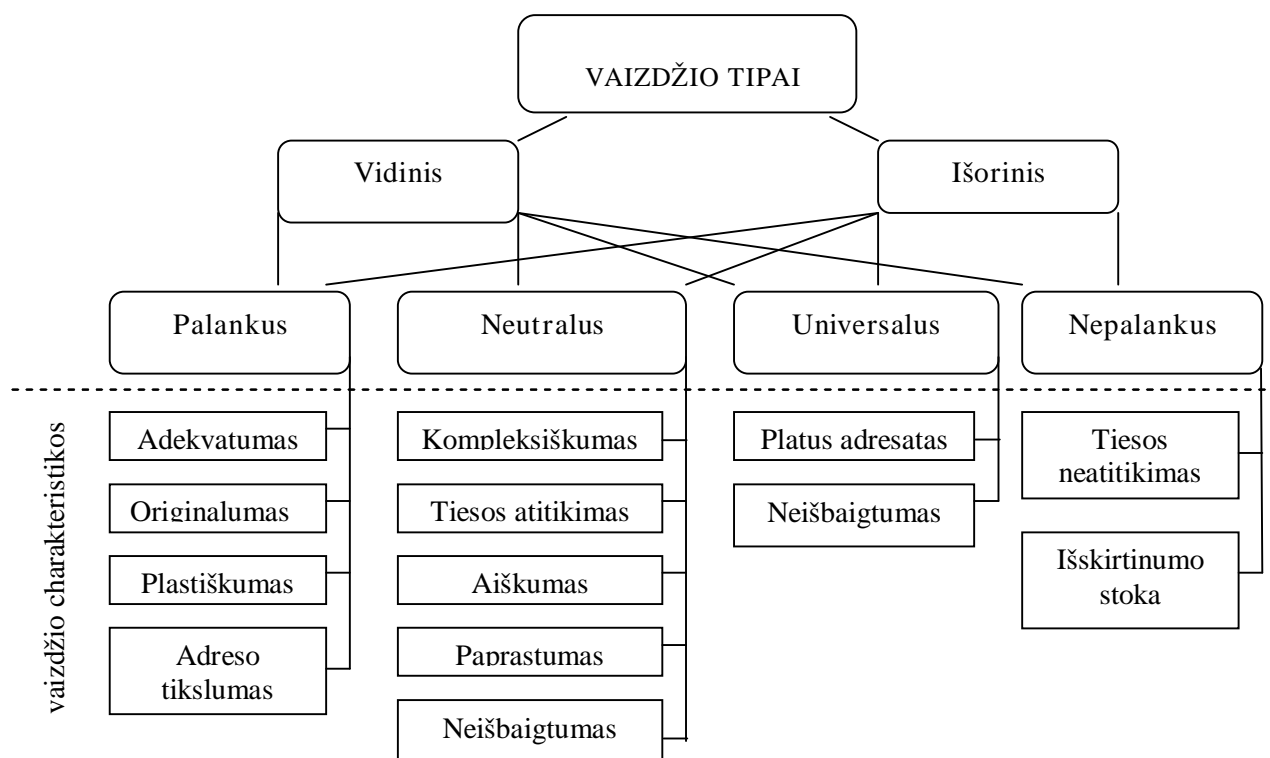 VAIZDŽIO TIPAI
Vidinis
Išorinis
Palankus
Neutralus
Universalus
Nepalankus
vaizdžio charakteristikos
Adekvatumas
Originalumas
Plastiškumas
Adreso
tikslumas
Kompleksiškumas
Tiesos atitikimas
Aiškumas
Paprastumas
Neišbaigtumas
Platus adresatas
Neišbaigtumas
Tiesos
neatitikimas
Išskirtinumo
stoka